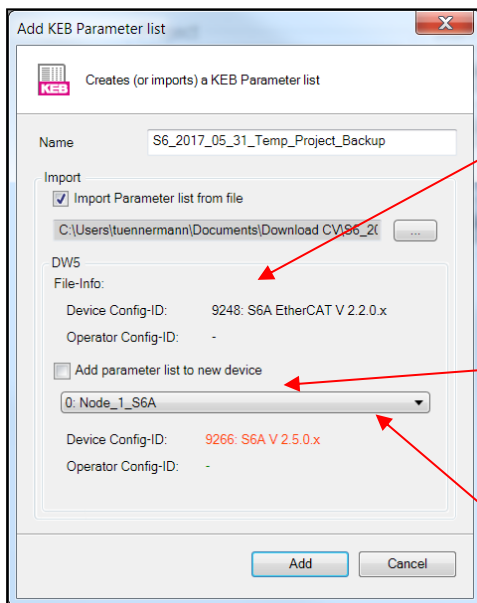 Add KEB Parameter list
KEB
Creates (or imports) a KEB Parameter list
Name
S6_2017_05_31_Temp_Project_Backup
Import
Import Parameter list from file
C:\Users\tuennermann\Documents\Download CV\S6_20
...
DW5
File-Info:
Device Config-ID: 9248: S6A EtherCAT V 2.2.0.x
Operator Config-ID: -
Add parameter list to new device
0: Node_1_S6A
Device Config-ID: 9266: S6A V 2.5.0.x
Operator Config-ID: -
Add Cancel